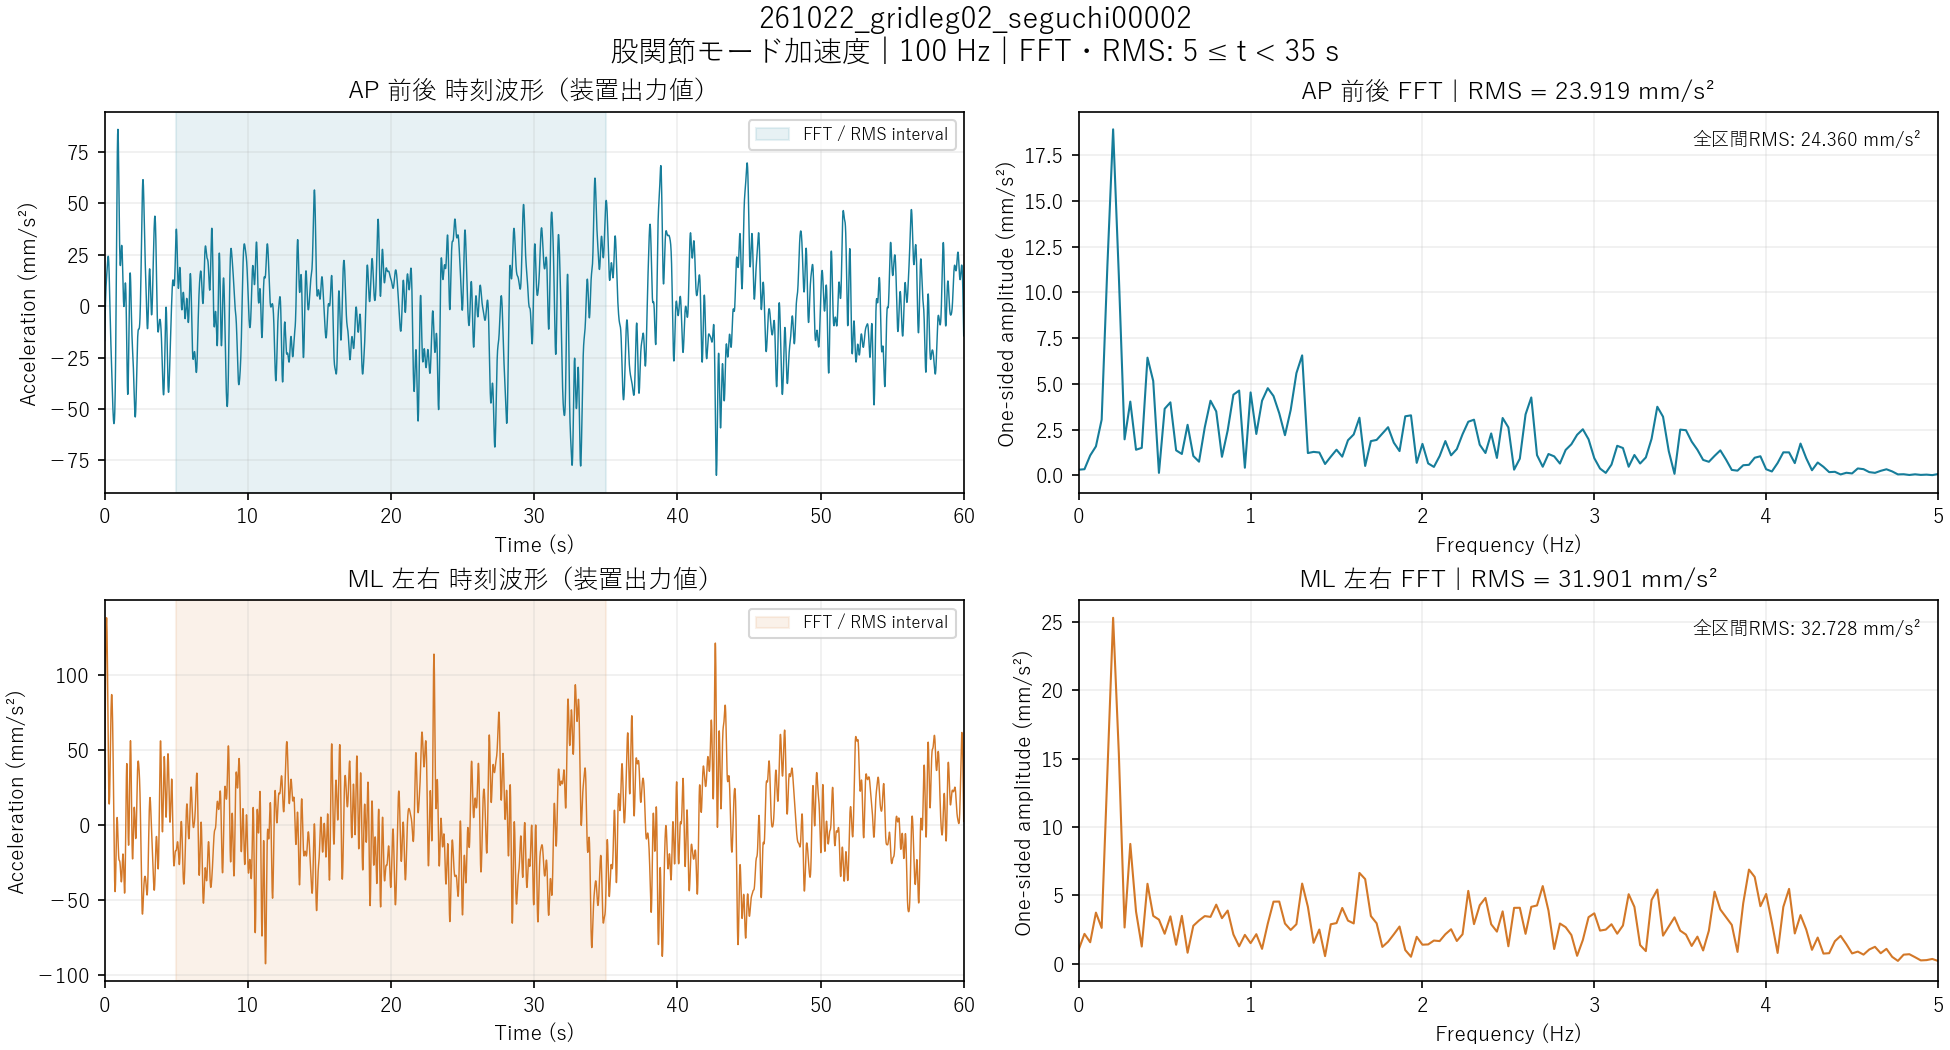 261022_gridleg02_seguchi00002
股関節モード加速度 | 100 Hz | FFT・RMS: 5 ≤ t < 35 s
AP 前後 時刻波形（装置出力値）
FFT / RMS interval
75
50
25
0
−25
−50
−75
Acceleration (mm/s²)
0 10 20 30 40 50 60
Time (s)
AP 前後 FFT | RMS = 23.919 mm/s²
全区間RMS: 24.360 mm/s²
17.5
15.0
12.5
10.0
7.5
5.0
2.5
0.0
One-sided amplitude (mm/s²)
0 1 2 3 4 5
Frequency (Hz)
ML 左右 時刻波形（装置出力値）
FFT / RMS interval
100
50
0
−50
−100
Acceleration (mm/s²)
0 10 20 30 40 50 60
Time (s)
ML 左右 FFT | RMS = 31.901 mm/s²
全区間RMS: 32.728 mm/s²
25
20
15
10
5
0
One-sided amplitude (mm/s²)
0 1 2 3 4 5
Frequency (Hz)